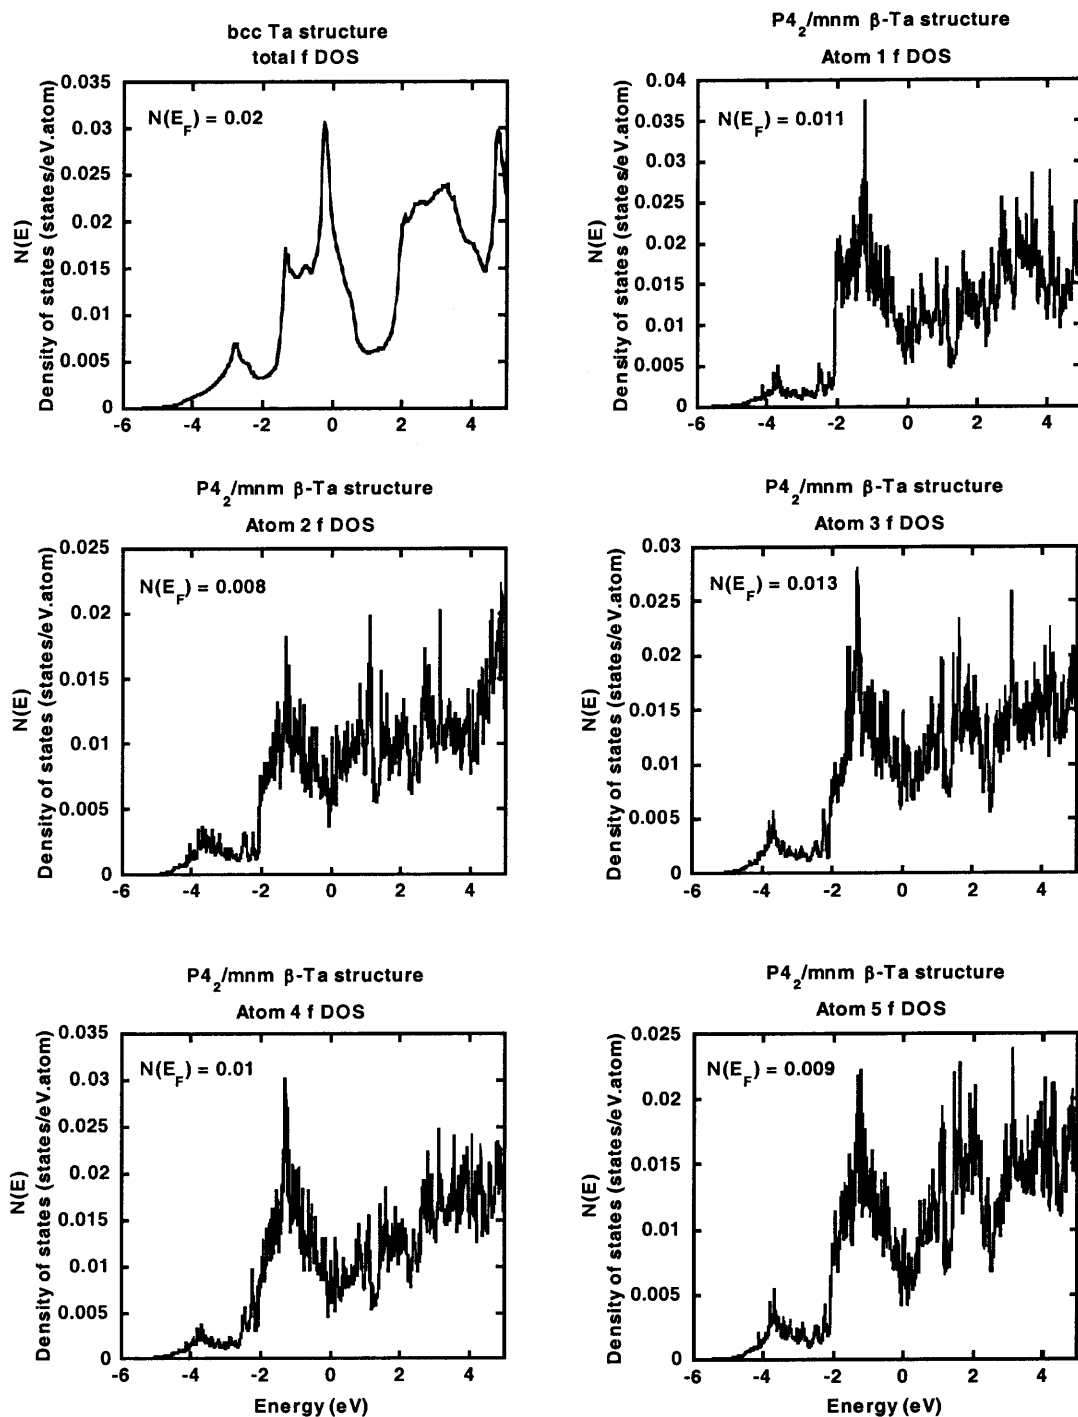 bcc Ta structure
total f DOS
N(E_F) = 0.02
N(E)
Density of states (states/eV.atom)
0.035
0.03
0.025
0.02
0.015
0.01
0.005
0
-6 -4 -2 0 2 4
P4_2/mnm β-Ta structure
Atom 1 f DOS
N(E_F) = 0.011
N(E)
Density of states (states/eV.atom)
0.04
0.035
0.03
0.025
0.02
0.015
0.01
0.005
0
-6 -4 -2 0 2 4
P4_2/mnm β-Ta structure
Atom 2 f DOS
N(E_F) = 0.008
N(E)
Density of states (states/eV.atom)
0.025
0.02
0.015
0.01
0.005
0
-6 -4 -2 0 2 4
P4_2/mnm β-Ta structure
Atom 3 f DOS
N(E_F) = 0.013
N(E)
Density of states (states/eV.atom)
0.03
0.025
0.02
0.015
0.01
0.005
0
-6 -4 -2 0 2 4
P4_2/mnm β-Ta structure
Atom 4 f DOS
N(E_F) = 0.01
N(E)
Density of states (states/eV.atom)
0.035
0.03
0.025
0.02
0.015
0.01
0.005
0
-6 -4 -2 0 2 4
Energy (eV)
P4_2/mnm β-Ta structure
Atom 5 f DOS
N(E_F) = 0.009
N(E)
Density of states (states/eV.atom)
0.025
0.02
0.015
0.01
0.005
0
-6 -4 -2 0 2 4
Energy (eV)